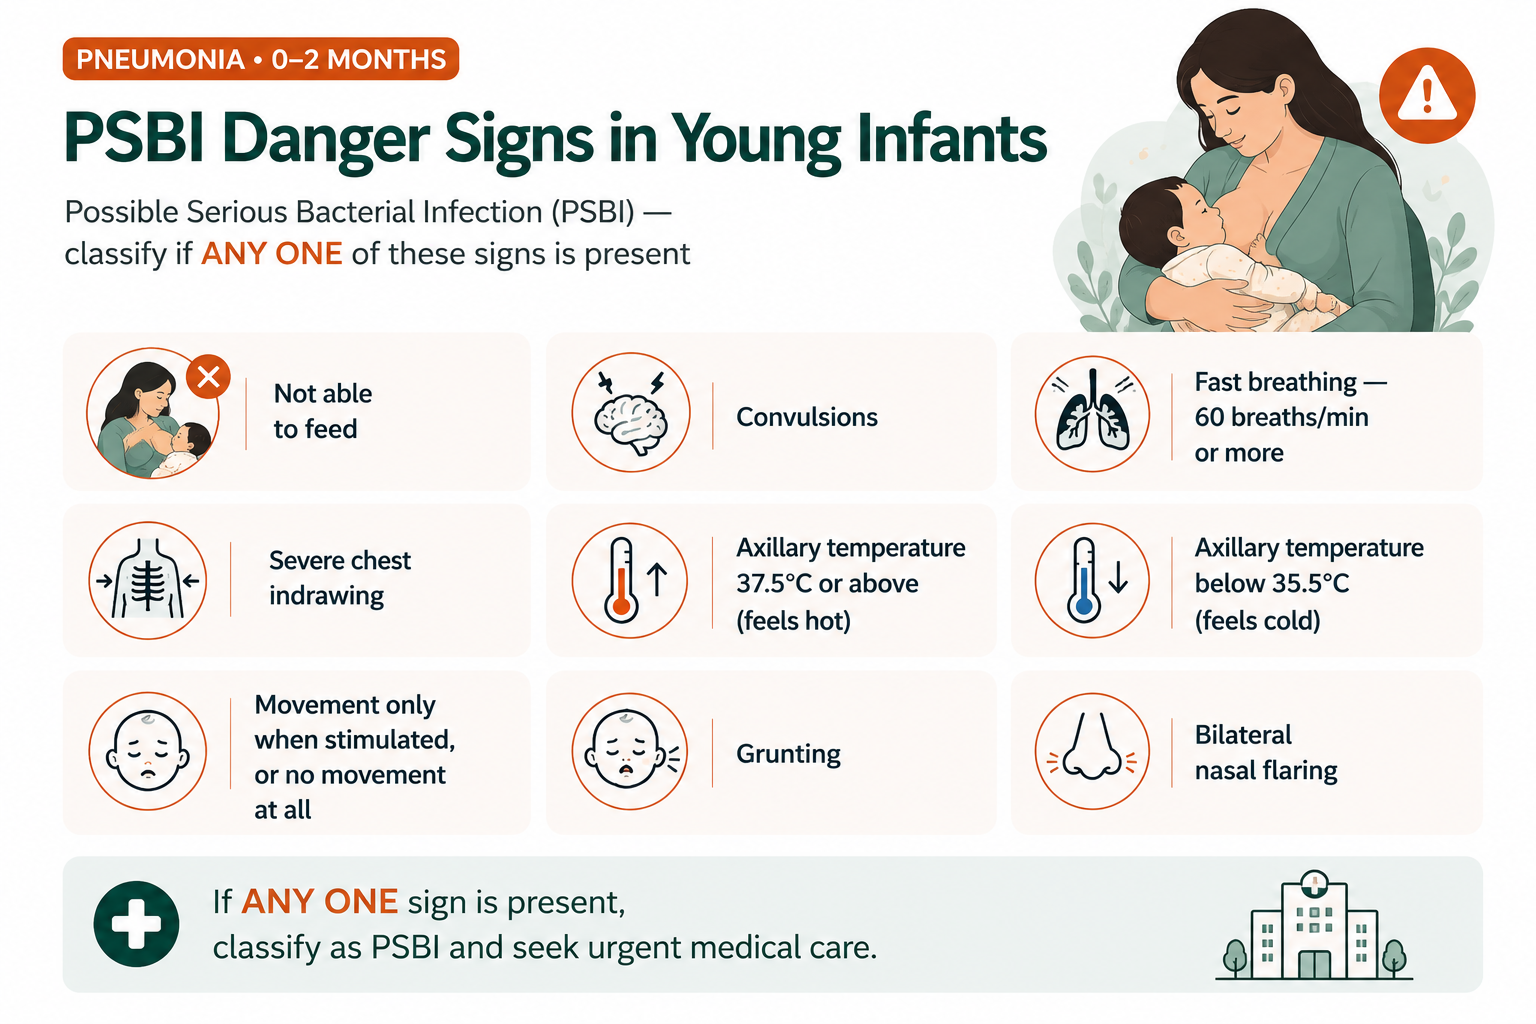 PNEUMONIA • 0–2 MONTHS
PSBI Danger Signs in Young Infants
Possible Serious Bacterial Infection (PSBI) —
classify if ANY ONE of these signs is present
Not able
to feed
Convulsions
Fast breathing —
60 breaths/min
or more
Severe chest
indrawing
Axillary temperature
37.5°C or above
(feels hot)
Axillary temperature
below 35.5°C
(feels cold)
Movement only
when stimulated,
or no movement
at all
Grunting
Bilateral
nasal flaring
If ANY ONE sign is present,
classify as PSBI and seek urgent medical care.